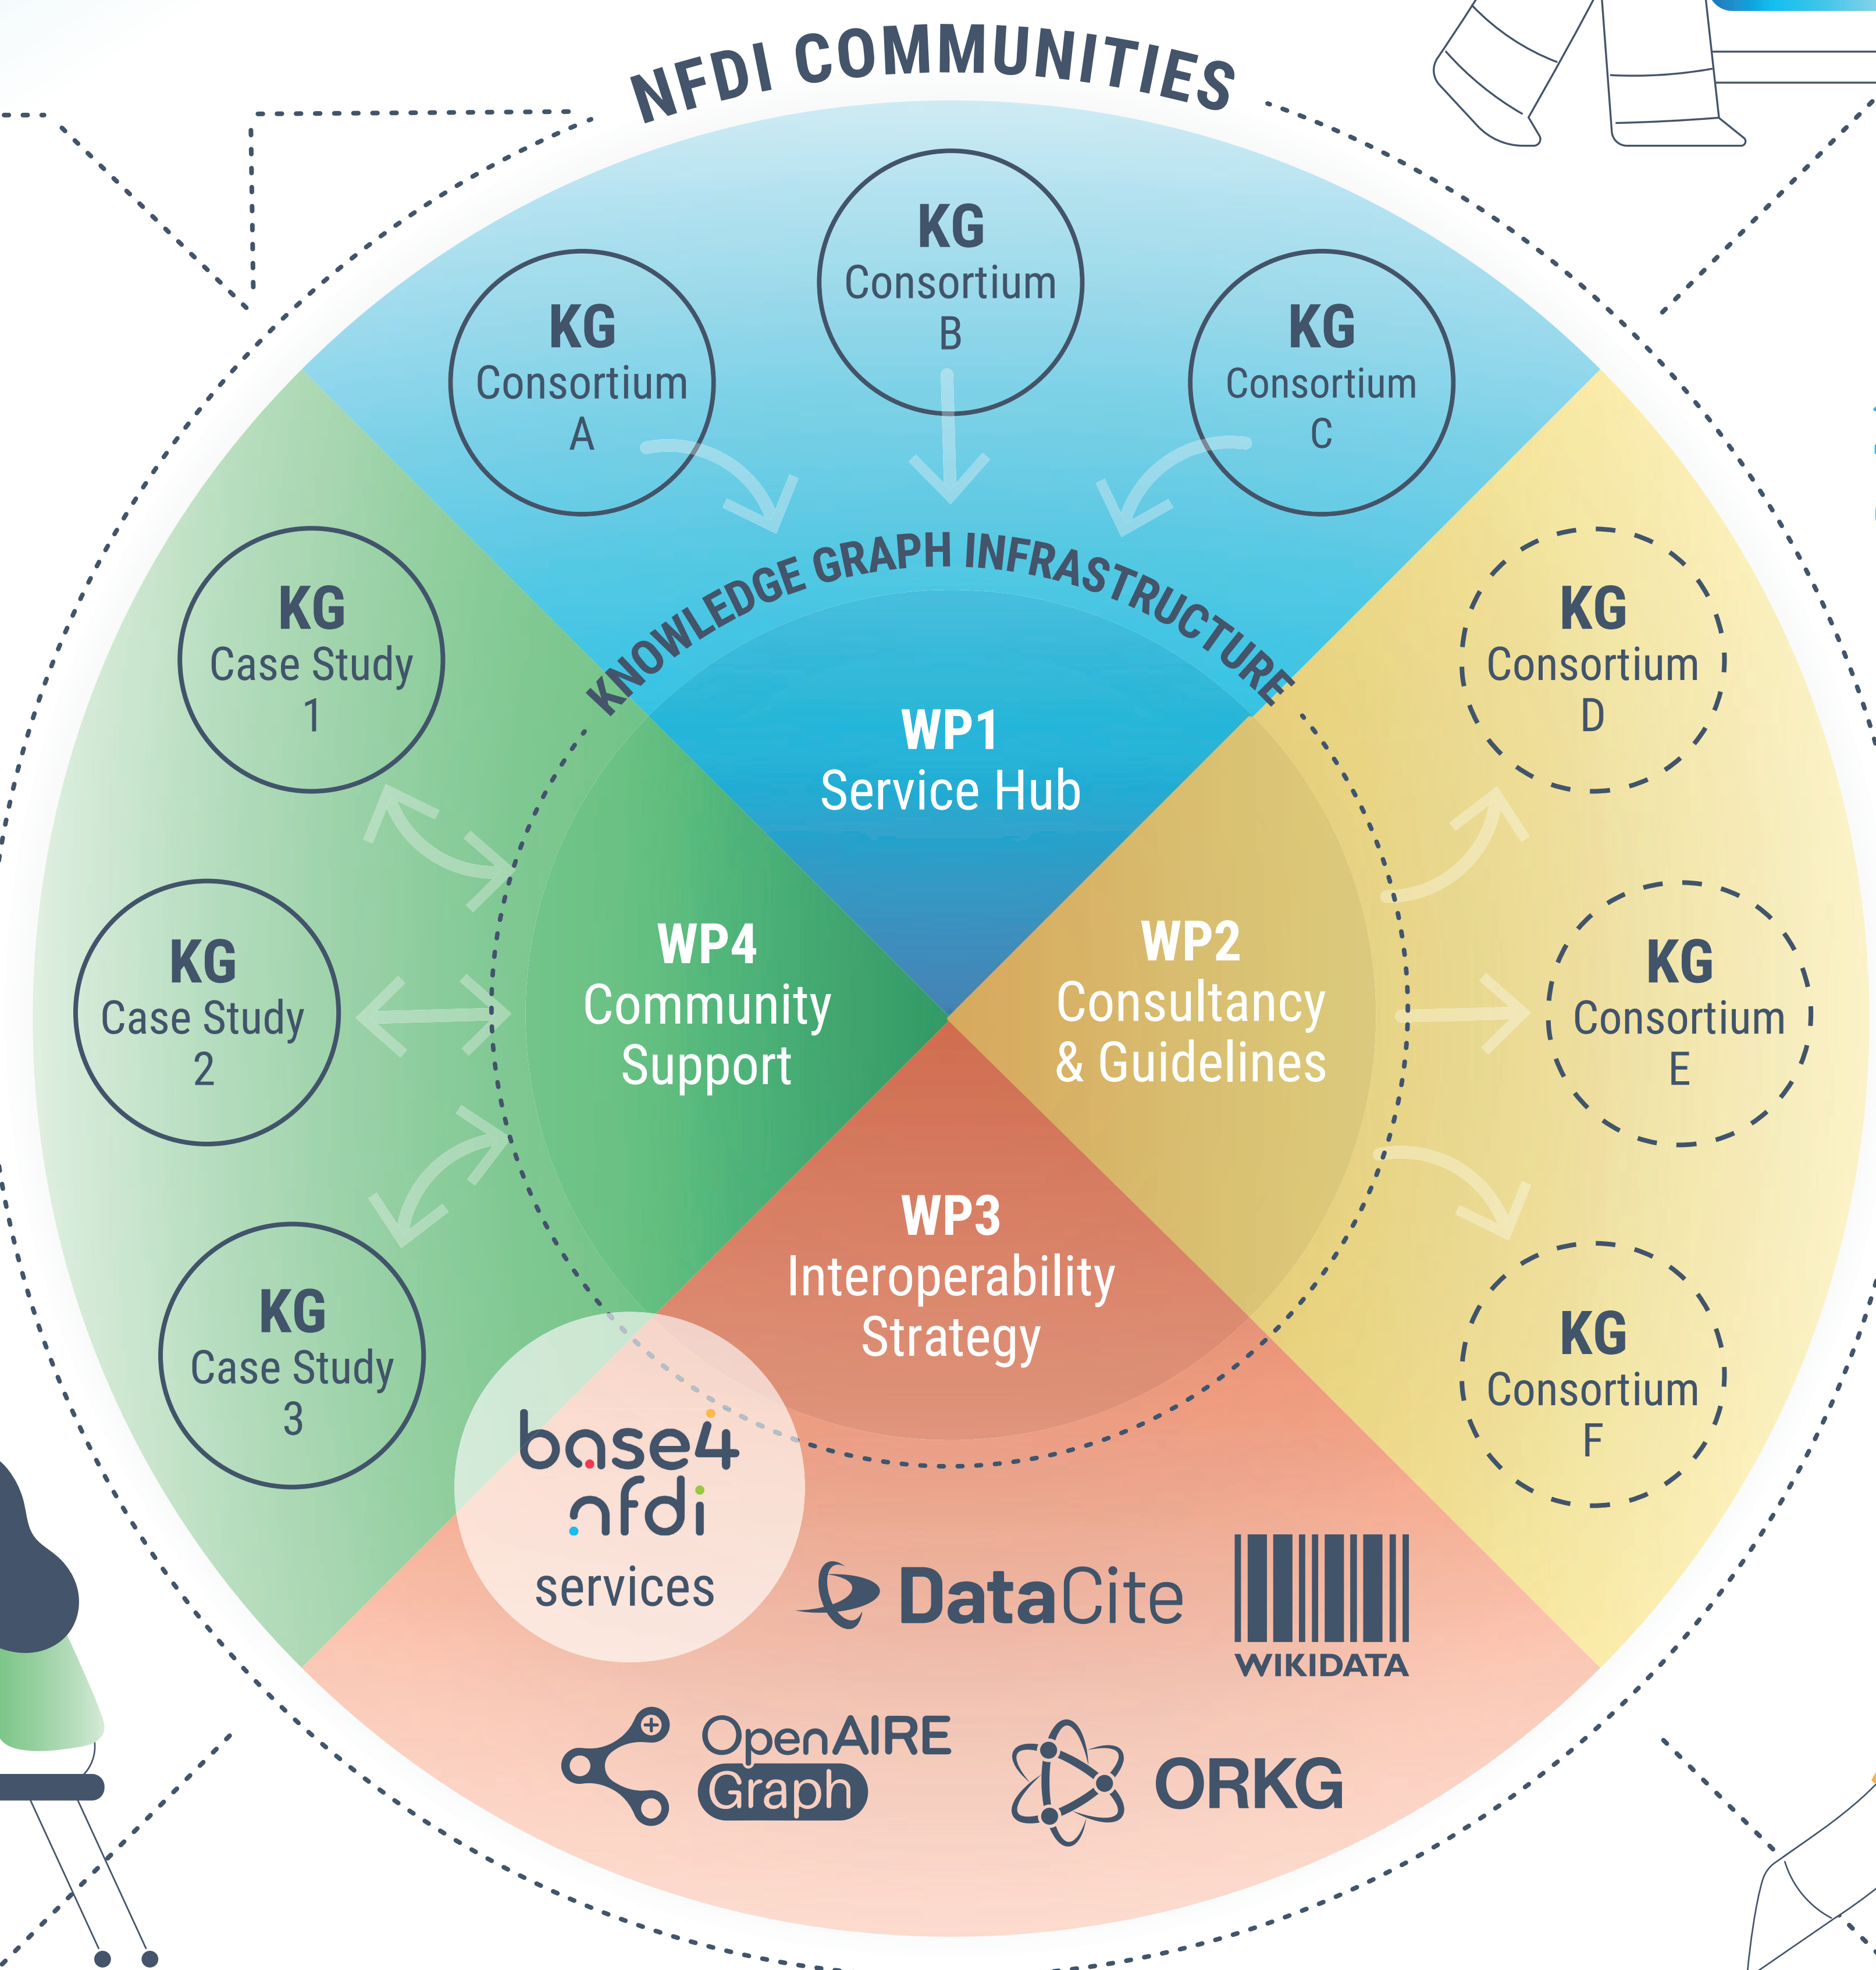 NFDI COMMUNITIES
KG
Consortium
A
KG
Consortium
B
KG
Consortium
C
KNOWLEDGE GRAPH INFRASTRUCTURE
KG
Case Study
1
KG
Case Study
2
KG
Case Study
3
WP1
Service Hub
WP4
Community
Support
WP2
Consultancy
& Guidelines
WP3
Interoperability
Strategy
KG
Consortium
D
KG
Consortium
E
KG
Consortium
F
base4
nfdi
services
DataCite
WIKIDATA
OpenAIRE
Graph
ORKG